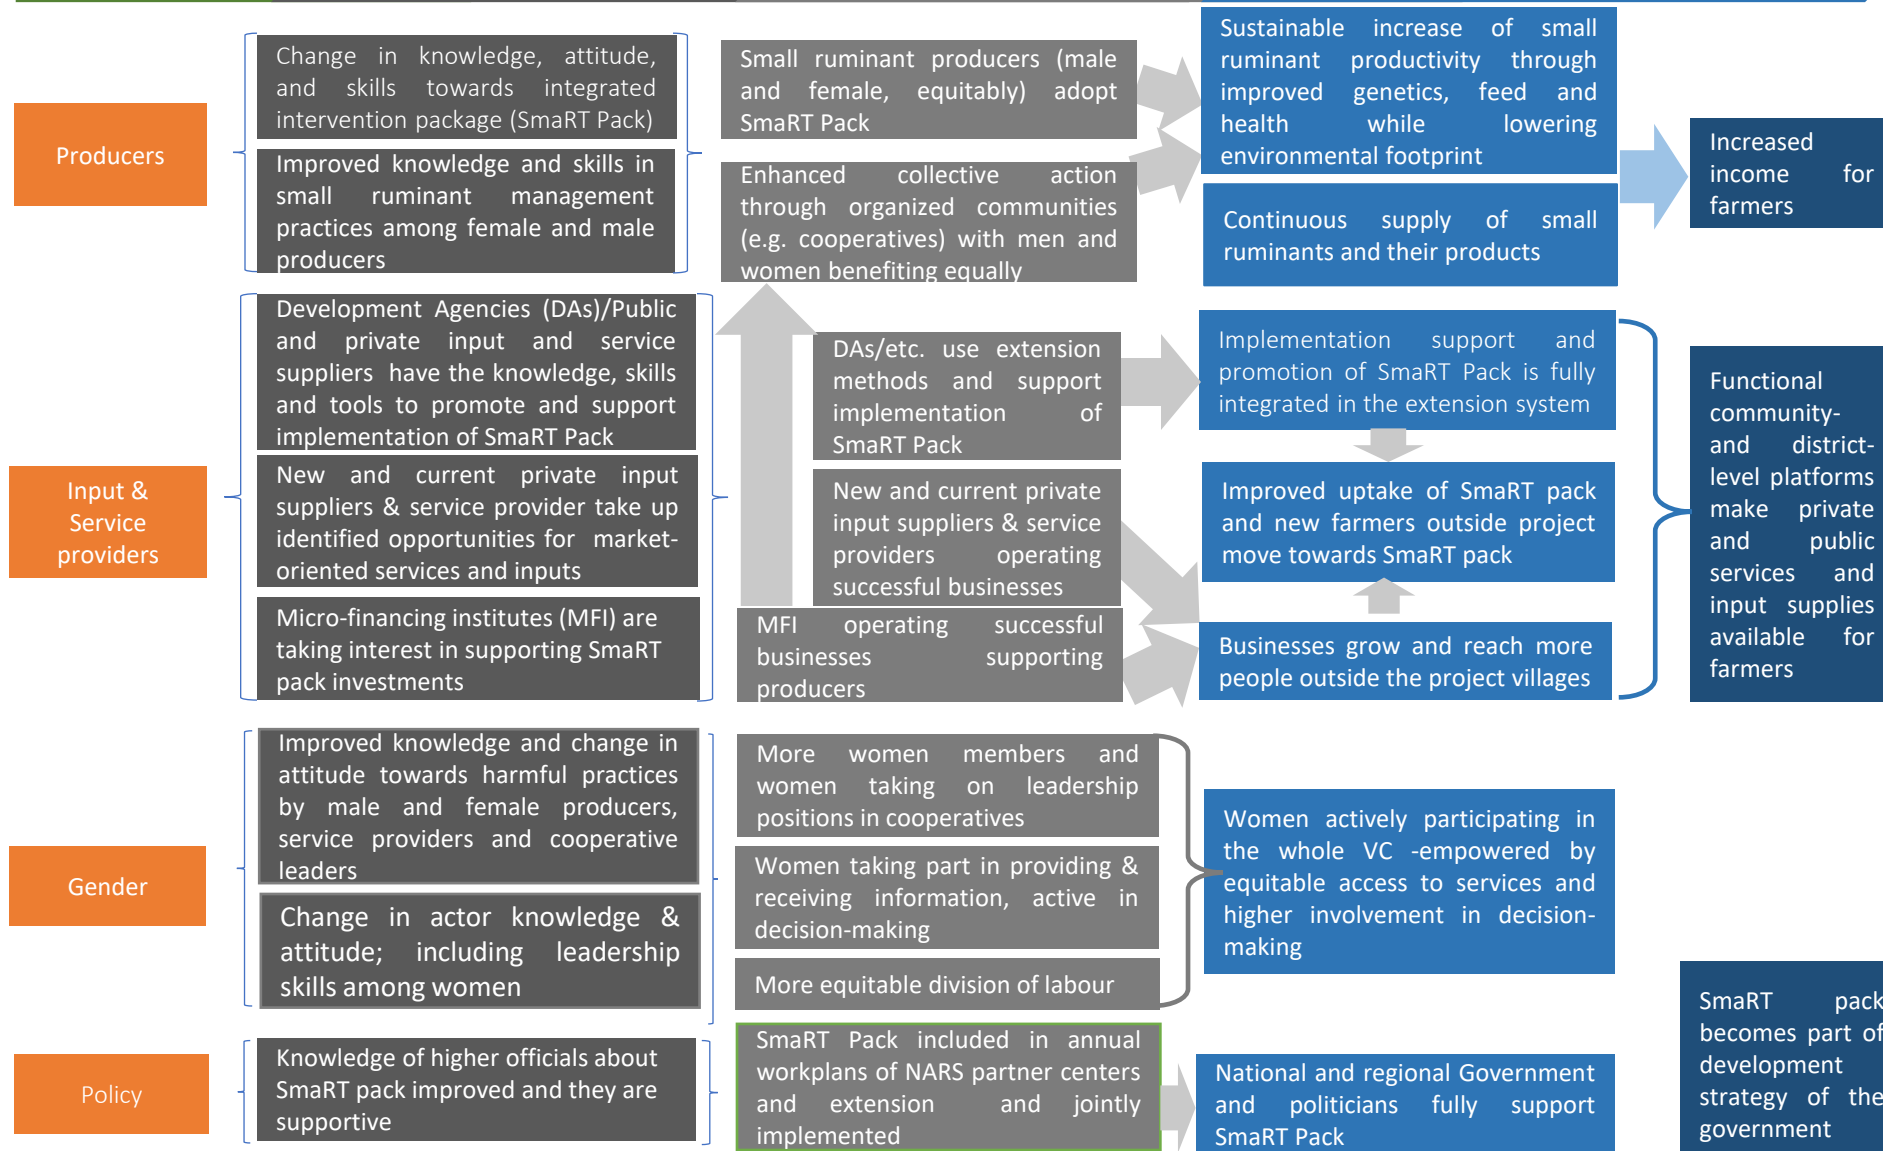 Producers
Change in knowledge, attitude,
and skills towards integrated
intervention package (SmaRT Pack)
Improved knowledge and skills in
small ruminant management
practices among female and male
producers
Small ruminant producers (male
and female, equitably) adopt
SmaRT Pack
Enhanced collective action
through organized communities
(e.g. cooperatives) with men and
women benefiting equally
Sustainable increase of small
ruminant productivity through
improved genetics, feed and
health while lowering
environmental footprint
Continuous supply of small
ruminants and their products
Increased
income for
farmers
Input &
Service
providers
Development Agencies (DAs)/Public
and private input and service
suppliers have the knowledge, skills
and tools to promote and support
implementation of SmaRT Pack
New and current private input
suppliers & service provider take up
identified opportunities for market-
oriented services and inputs
Micro-financing institutes (MFI) are
taking interest in supporting SmaRT
pack investments
DAs/etc. use extension
methods and support
implementation of
SmaRT Pack
New and current private
input suppliers & service
providers operating
successful businesses
MFI operating successful
businesses supporting
producers
Implementation support and
promotion of SmaRT Pack is fully
integrated in the extension system
Improved uptake of SmaRT pack
and new farmers outside project
move towards SmaRT pack
Businesses grow and reach more
people outside the project villages
Functional
community-
and district-
level platforms
make private
and public
services and
input supplies
available for
farmers
Gender
Improved knowledge and change in
attitude towards harmful practices
by male and female producers,
service providers and cooperative
leaders
Change in actor knowledge &
attitude; including leadership
skills among women
More women members and
women taking on leadership
positions in cooperatives
Women taking part in providing &
receiving information, active in
decision-making
More equitable division of labour
Women actively participating in
the whole VC -empowered by
equitable access to services and
higher involvement in decision-
making
Policy
Knowledge of higher officials about
SmaRT pack improved and they are
supportive
SmaRT Pack included in annual
workplans of NARS partner centers
and extension and jointly
implemented
National and regional Government
and politicians fully support
SmaRT Pack
SmaRT pack
becomes part of
development
strategy of the
government